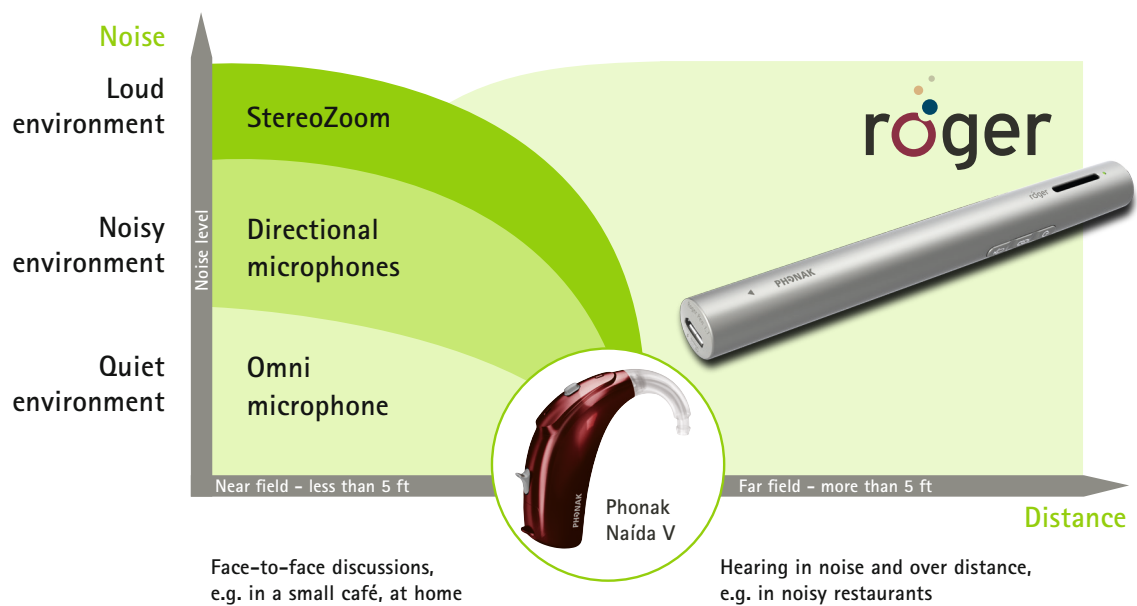 Noise
Loud
environment
StereoZoom
roger
Noisy
environment
Noise level
Directional
microphones
roger
PHONAK
Quiet
environment
Omni
microphone
PHONAK
Phonak
Naída V
Near field - less than 5 ft
Far field - more than 5 ft
Distance
Face-to-face discussions,
e.g. in a small café, at home
Hearing in noise and over distance,
e.g. in noisy restaurants